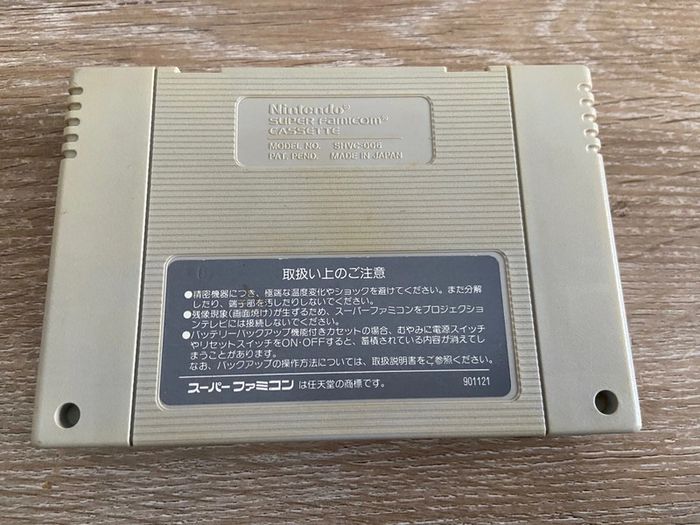 Nintendo®
SUPER FAMICOM®
CASSETTE
MODEL NO. SHVC-006
PAT. PEND. MADE IN JAPAN
取扱い上のご注意
●精密機器につき、極端な温度変化やショックを避けてください。また分解
したり、端子部を汚したりしないでください。
●残像現象(画面焼け)が生ずるため、スーパーファミコンをプロジェクション
テレビには接続しないでください。
●バッテリーバックアップ機能付きカセットの場合、むやみに電源スイッチ
やリセットスイッチをON・OFFすると、蓄積されている内容が消えてし
まうことがあります。
なお、バックアップの操作方法については、取扱説明書をご参照ください。
スーパーファミコン は任天堂の商標です。 901121